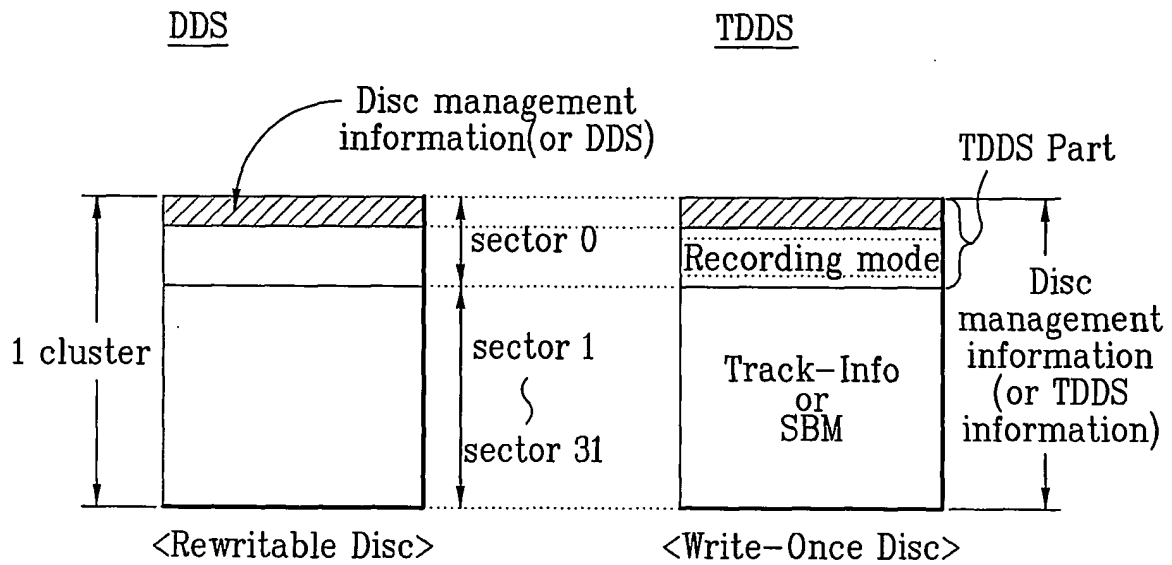 DDS
TDDS
Disc management
information(or DDS)
TDDS Part
sector 0
Recording mode
1 cluster
sector 1
sector 31
Track-Info
or
SBM
Disc
management
information
(or TDDS
information)
<Rewritable Disc>
<Write-Once Disc>